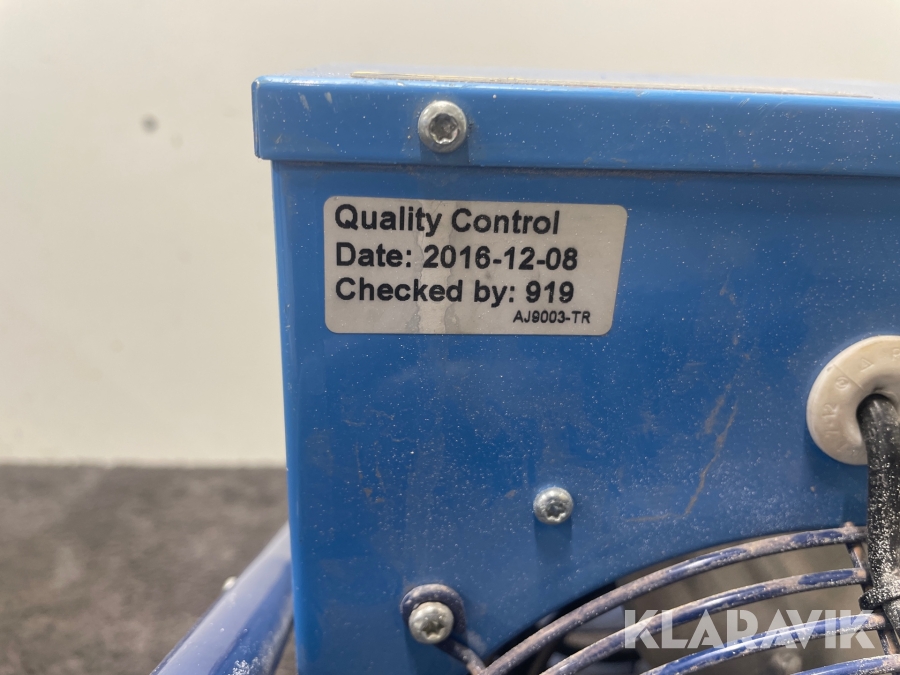 Quality Control
Date: 2016-12-08
Checked by: 919
AJ9003-TR
KLARAVIK